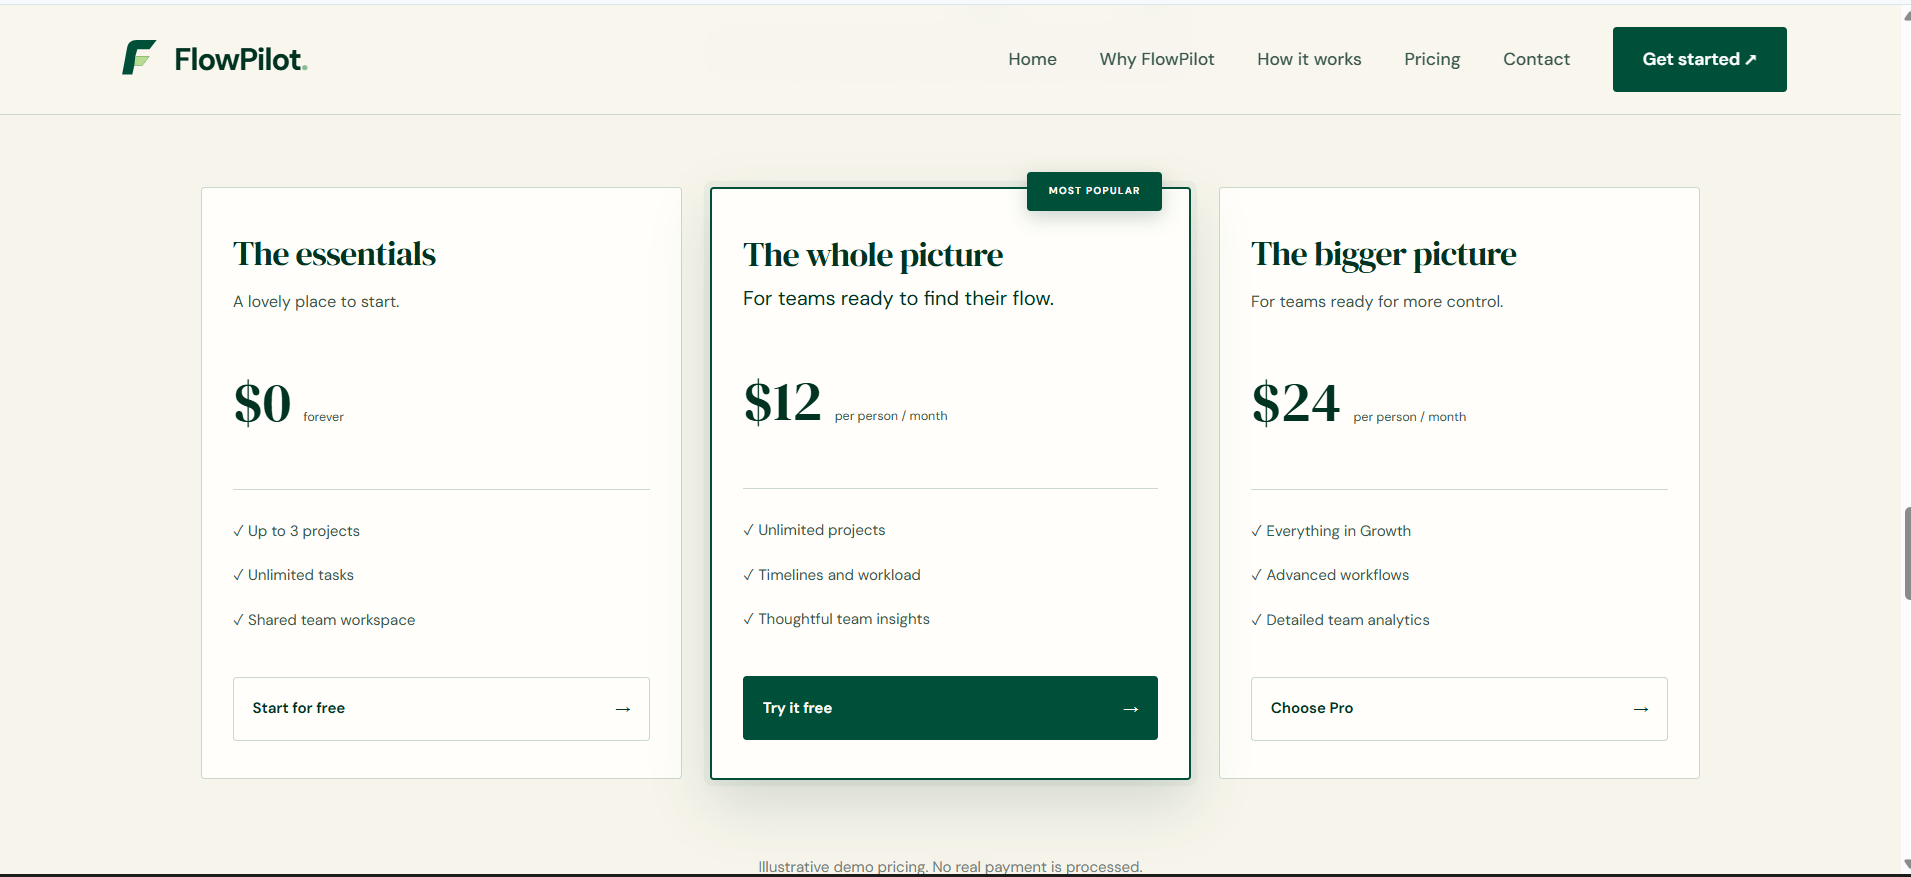 FlowPilot.
Home
Why FlowPilot
How it works
Pricing
Contact
Get started ↗
The essentials
A lovely place to start.
$0 forever
✓ Up to 3 projects
✓ Unlimited tasks
✓ Shared team workspace
Start for free →
MOST POPULAR
The whole picture
For teams ready to find their flow.
$12 per person / month
✓ Unlimited projects
✓ Timelines and workload
✓ Thoughtful team insights
Try it free →
The bigger picture
For teams ready for more control.
$24 per person / month
✓ Everything in Growth
✓ Advanced workflows
✓ Detailed team analytics
Choose Pro →
Illustrative demo pricing. No real payment is processed.